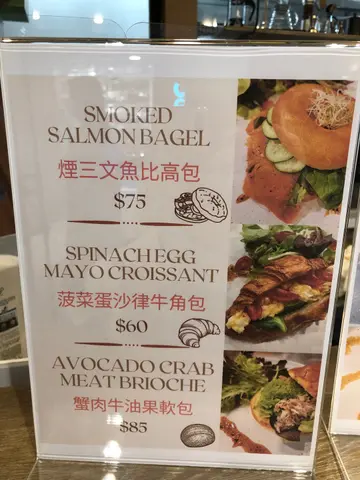 SMOKED
SALMON BAGEL
煙三文魚比高包
$75
SPINACH EGG
MAYO CROISSANT
菠菜蛋沙律牛角包
$60
AVOCADO CRAB
MEAT BRIOCHE
蟹肉牛油果軟包
$85